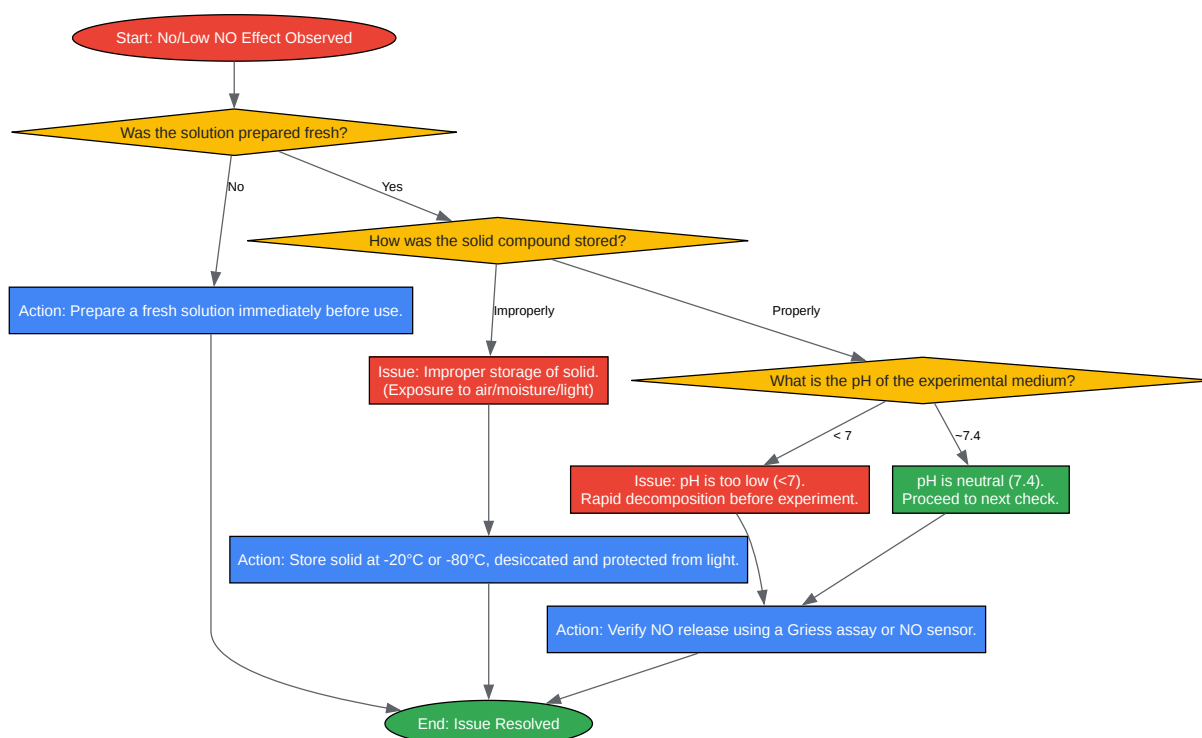 Start: No/Low NO Effect Observed
Was the solution prepared fresh?
No
Yes
How was the solid compound stored?
Action: Prepare a fresh solution immediately before use.
Improperly
Properly
Issue: Improper storage of solid.
(Exposure to air/moisture/light)
What is the pH of the experimental medium?
< 7
~7.4
Issue: pH is too low (<7).
Rapid decomposition before experiment.
pH is neutral (7.4).
Proceed to next check.
Action: Store solid at -20°C or -80°C, desiccated and protected from light.
Action: Verify NO release using a Griess assay or NO sensor.
End: Issue Resolved